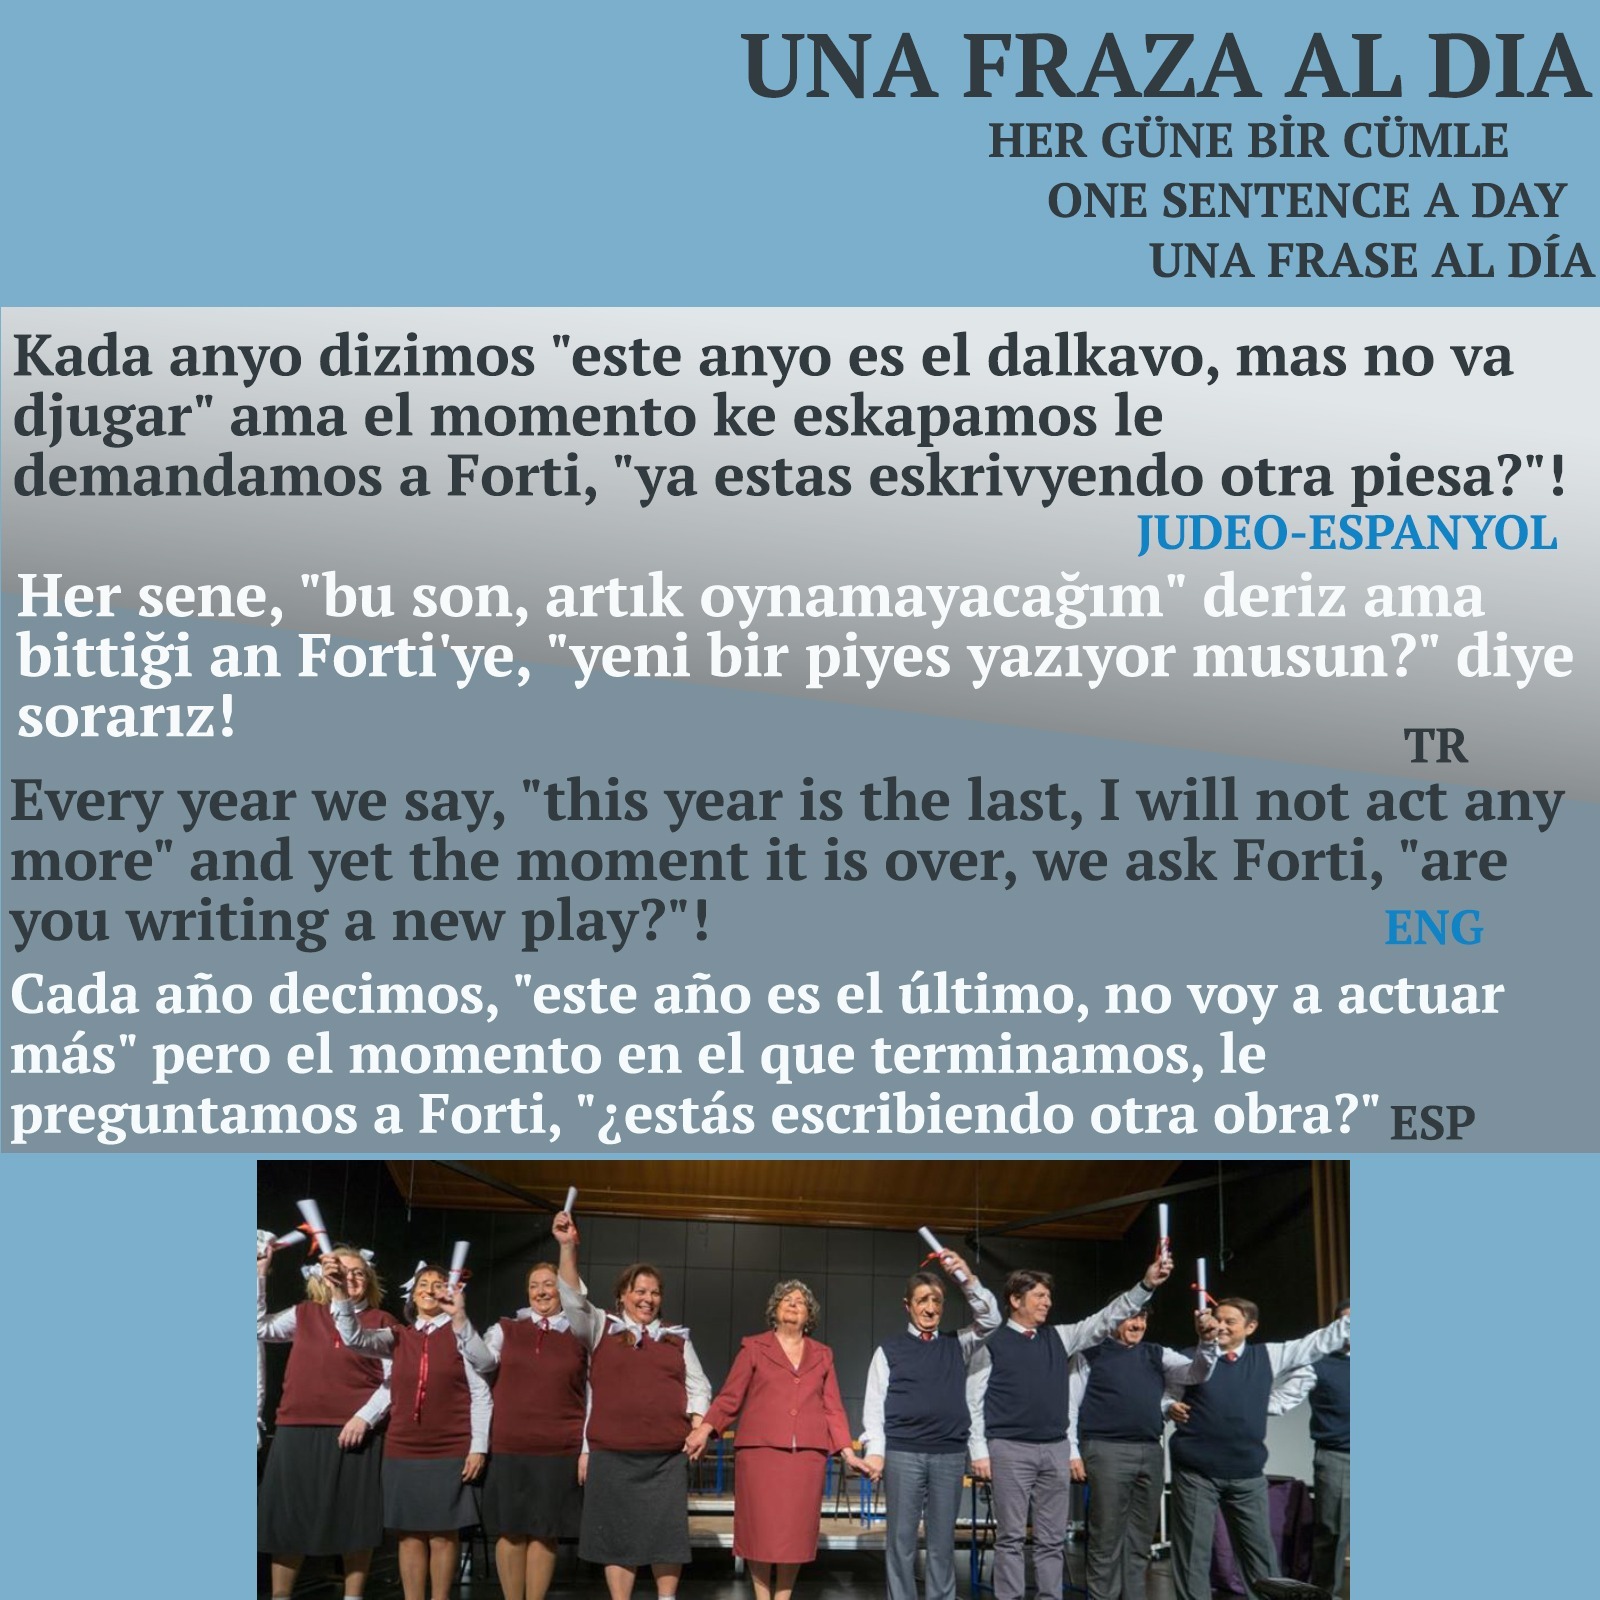 UNA FRAZA AL DIA
HER GÜNE BİR CÜMLE
ONE SENTENCE A DAY
UNA FRASE AL DÍA
Kada anyo dizimos "este anyo es el dalkavo, mas no va
djugar" ama el momento ke eskapamos le
demandamos a Forti, "ya estas eskrivyendo otra piesa?"!
JUDEO-ESPANYOL
Her sene, "bu son, artık oynamayacağım" deriz ama
bittiği an Forti'ye, "yeni bir piyes yazıyor musun?" diye
sorarız!
TR
Every year we say, "this year is the last, I will not act any
more" and yet the moment it is over, we ask Forti, "are
you writing a new play?"!
ENG
Cada año decimos, "este año es el último, no voy a actuar
más" pero el momento en el que terminamos, le
preguntamos a Forti, "¿estás escribiendo otra obra?"
ESP